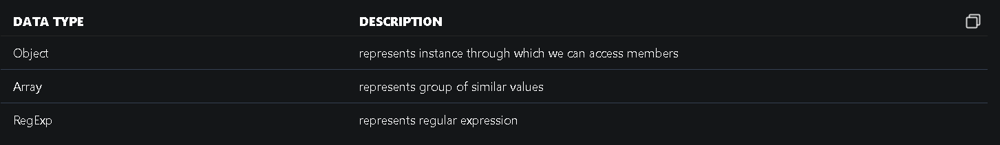 DATA TYPE DESCRIPTION
Object represents instance through which we can access members
Array represents group of similar values
RegExp represents regular expression